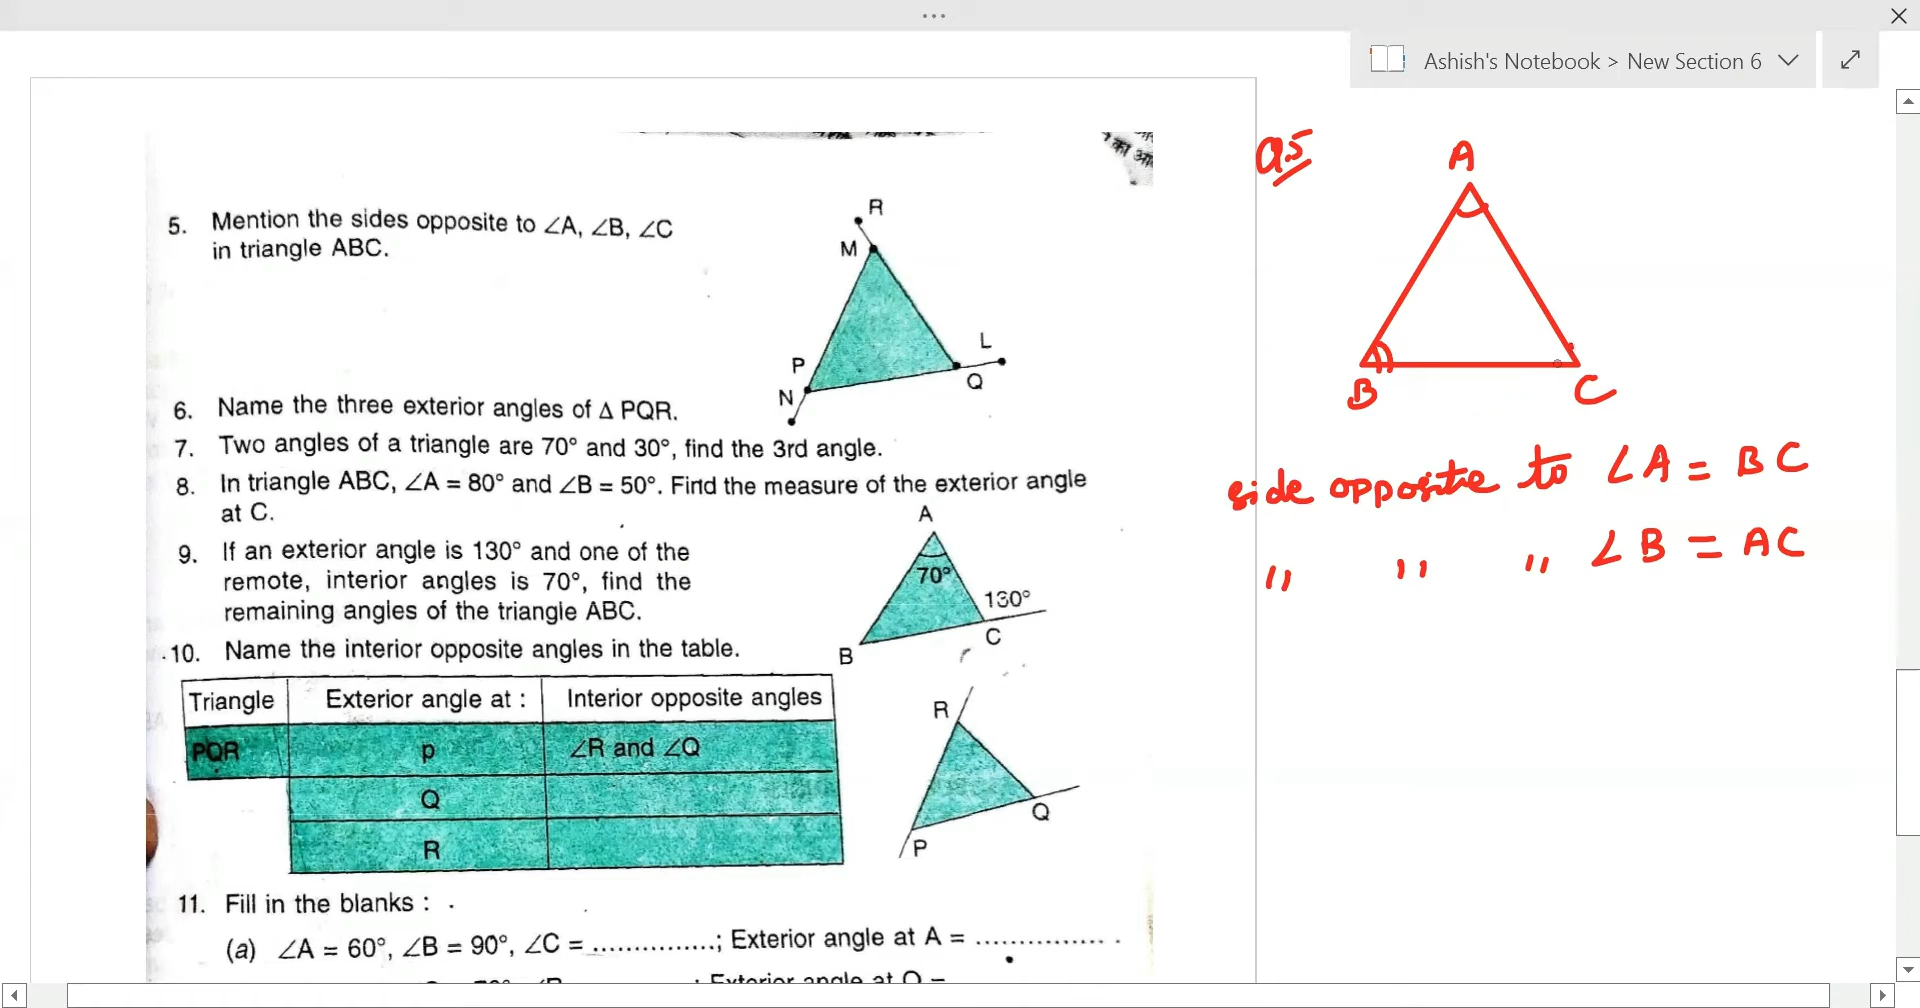 Ashish's Notebook > New Section 6
5. Mention the sides opposite to ∠A, ∠B, ∠C
in triangle ABC.
R
M
L
P
N
Q
6. Name the three exterior angles of Δ PQR.
7. Two angles of a triangle are 70° and 30°, find the 3rd angle.
8. In triangle ABC, ∠A = 80° and ∠B = 50°. Find the measure of the exterior angle
at C.
9. If an exterior angle is 130° and one of the
remote, interior angles is 70°, find the
remaining angles of the triangle ABC.
A
70°
130°
C
B
10. Name the interior opposite angles in the table.
Triangle Exterior angle at : Interior opposite angles
PQR p ∠R and ∠Q
Q
R
R
Q
P
11. Fill in the blanks :
(a) ∠A = 60°, ∠B = 90°, ∠C = ...............; Exterior angle at A = ................ .
; Exterior angle at Q =
Q5
A
B
C
side opposite to ∠A = BC
" " " ∠B = AC